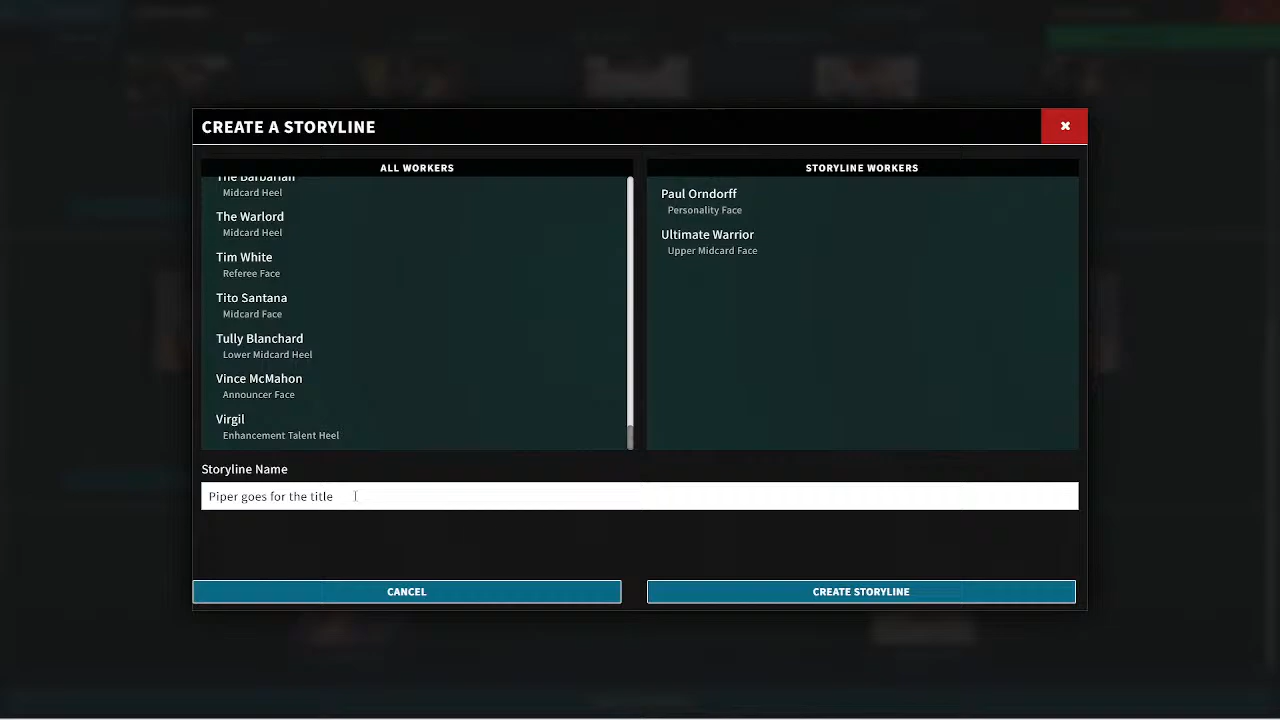 CREATE A STORYLINE
ALL WORKERS
The Barbarian
Midcard Heel
The Warlord
Midcard Heel
Tim White
Referee Face
Tito Santana
Midcard Face
Tully Blanchard
Lower Midcard Heel
Vince McMahon
Announcer Face
Virgil
Enhancement Talent Heel
STORYLINE WORKERS
Paul Orndorff
Personality Face
Ultimate Warrior
Upper Midcard Face
Storyline Name
Piper goes for the title
CANCEL
CREATE STORYLINE